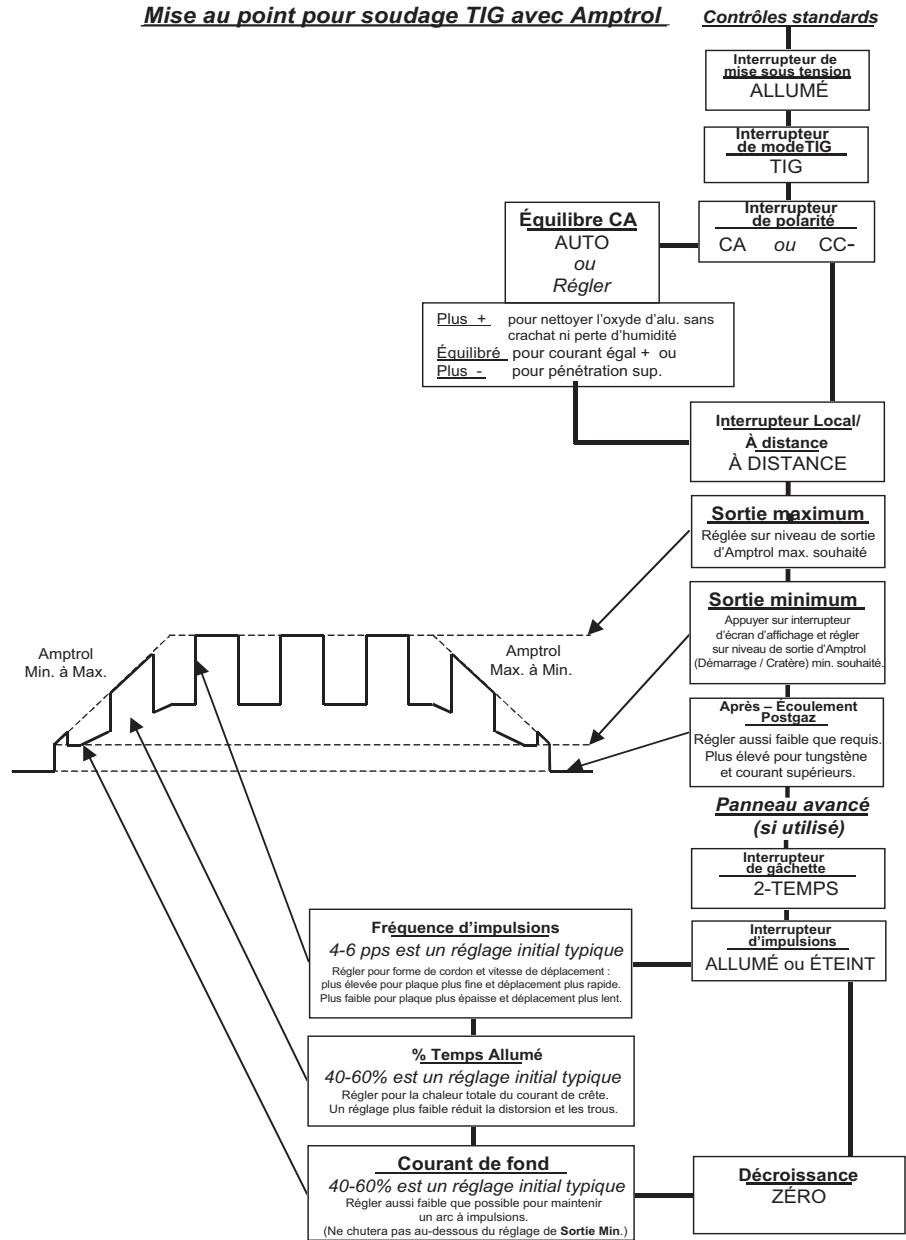 Mise au point pour soudage TIG avec Amptrol
Contrôles standards
Interrupteur de
mise sous tension
ALLUMÉ
Interrupteur
de modeTIG
TIG
Interrupteur
de polarité
CA ou CC-
Équilibre CA
AUTO
ou
Régler
Plus + pour nettoyer l'oxyde d'alu. sans
crachat ni perte d'humidité
Équilibré pour courant égal + ou
Plus - pour pénétration sup.
Interrupteur Local/
À distance
À DISTANCE
Sortie maximum
Réglée sur niveau de sortie
d'Amptrol max. souhaité
Sortie minimum
Appuyer sur interrupteur
d'écran d'affichage et régler
sur niveau de sortie d'Amptrol
(Démarrage / Cratère) min. souhaité.
Amptrol
Min. à Max.
Amptrol
Max. à Min.
Après – Écoulement
Postgaz
Régler aussi faible que requis.
Plus élevé pour tungstène
et courant supérieurs.
Panneau avancé
(si utilisé)
Interrupteur
de gâchette
2-TEMPS
Interrupteur
d'impulsions
ALLUMÉ ou ÉTEINT
Fréquence d'impulsions
4-6 pps est un réglage initial typique
Régler pour forme de cordon et vitesse de déplacement :
plus élevée pour plaque plus fine et déplacement plus rapide.
Plus faible pour plaque plus épaisse et déplacement plus lent.
% Temps Allumé
40-60% est un réglage initial typique
Régler pour la chaleur totale du courant de crête.
Un réglage plus faible réduit la distorsion et les trous.
Courant de fond
40-60% est un réglage initial typique
Régler aussi faible que possible pour maintenir
un arc à impulsions.
(Ne chutera pas au-dessous du réglage de Sortie Min.)
Décroissance
ZÉRO